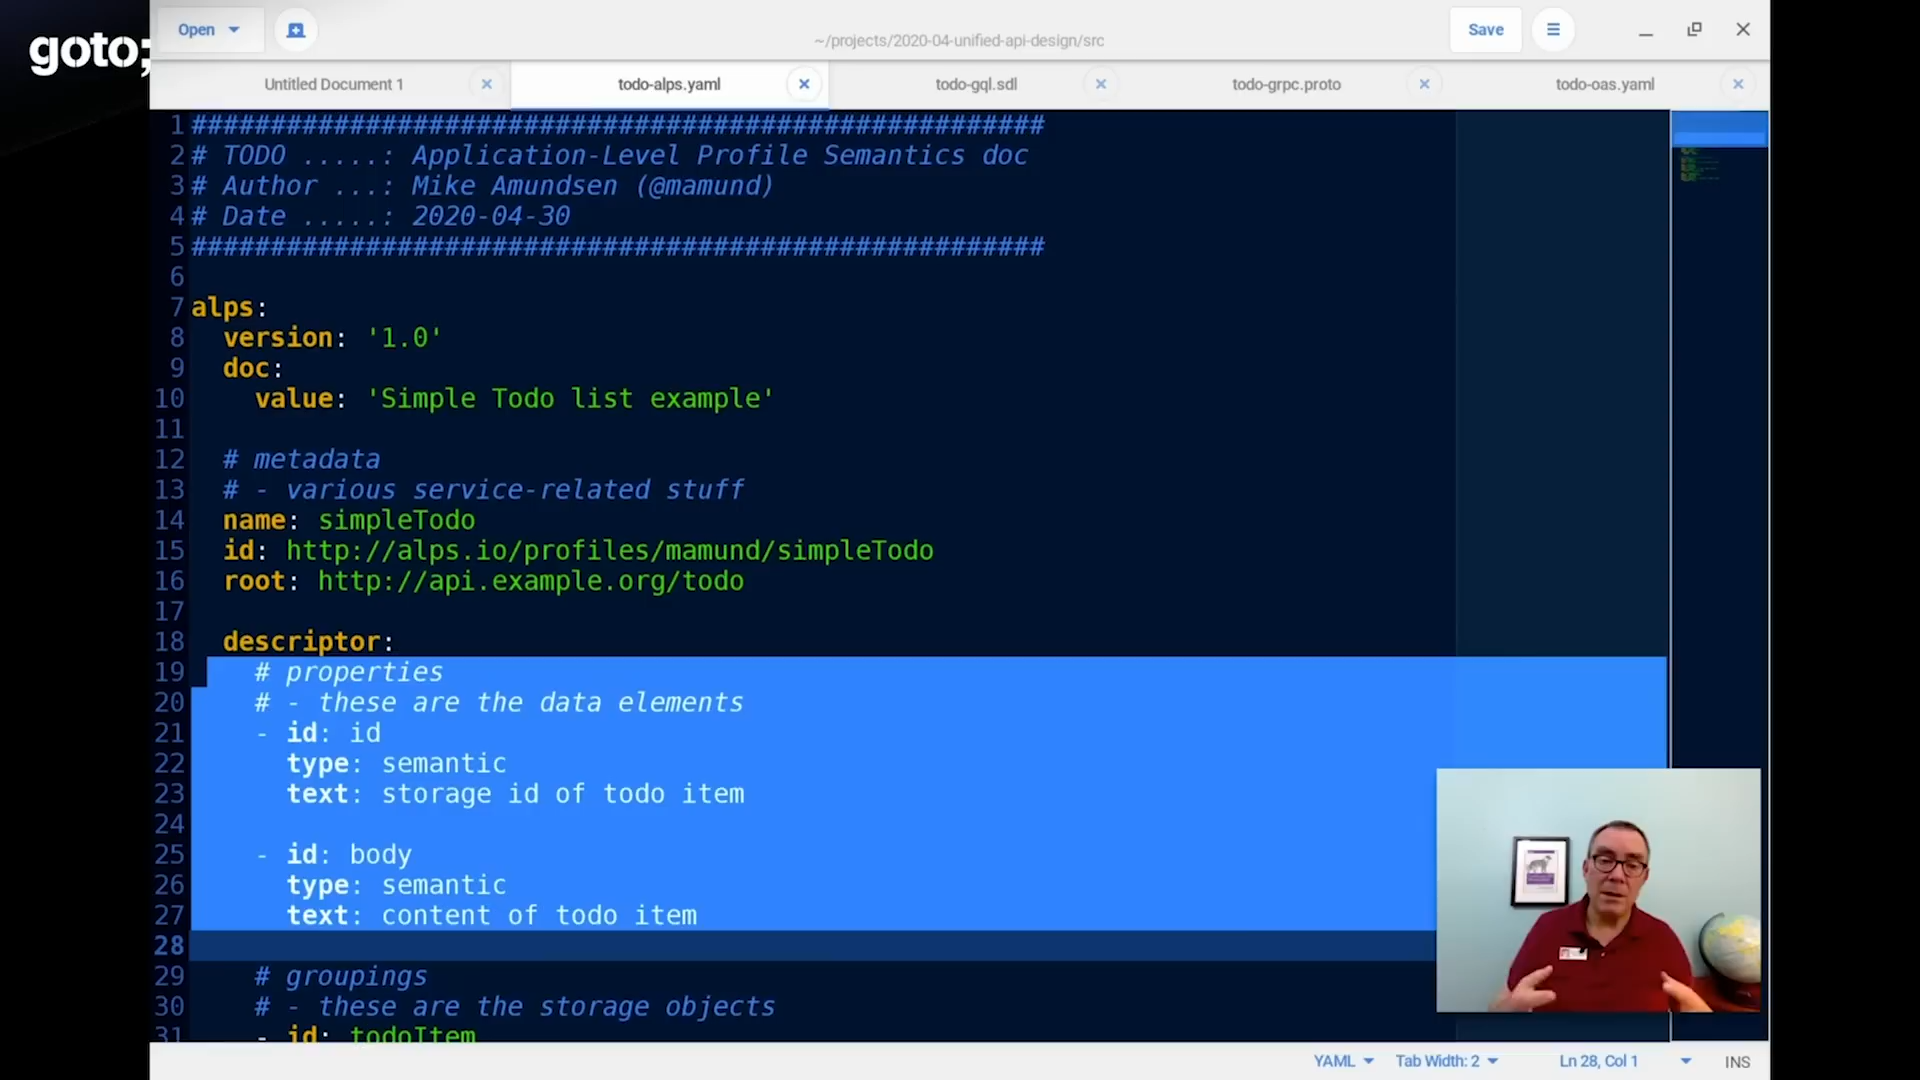 goto;
Open
Save
~/projects/2020-04-unified-api-design/src
Untitled Document 1
todo-alps.yaml
todo-gql.sdl
todo-grpc.proto
todo-oas.yaml
1 ######################################################
2 # TODO .....: Application-Level Profile Semantics doc
3 # Author ...: Mike Amundsen (@mamund)
4 # Date .....: 2020-04-30
5 ######################################################
6
7 alps:
8 version: '1.0'
9 doc:
10 value: 'Simple Todo list example'
11
12 # metadata
13 # - various service-related stuff
14 name: simpleTodo
15 id: http://alps.io/profiles/mamund/simpleTodo
16 root: http://api.example.org/todo
17
18 descriptor:
19 # properties
20 # - these are the data elements
21 - id: id
22 type: semantic
23 text: storage id of todo item
24
25 - id: body
26 type: semantic
27 text: content of todo item
28
29 # groupings
30 # - these are the storage objects
31 - id: todoItem
YAML
Tab Width: 2
Ln 28, Col 1
INS